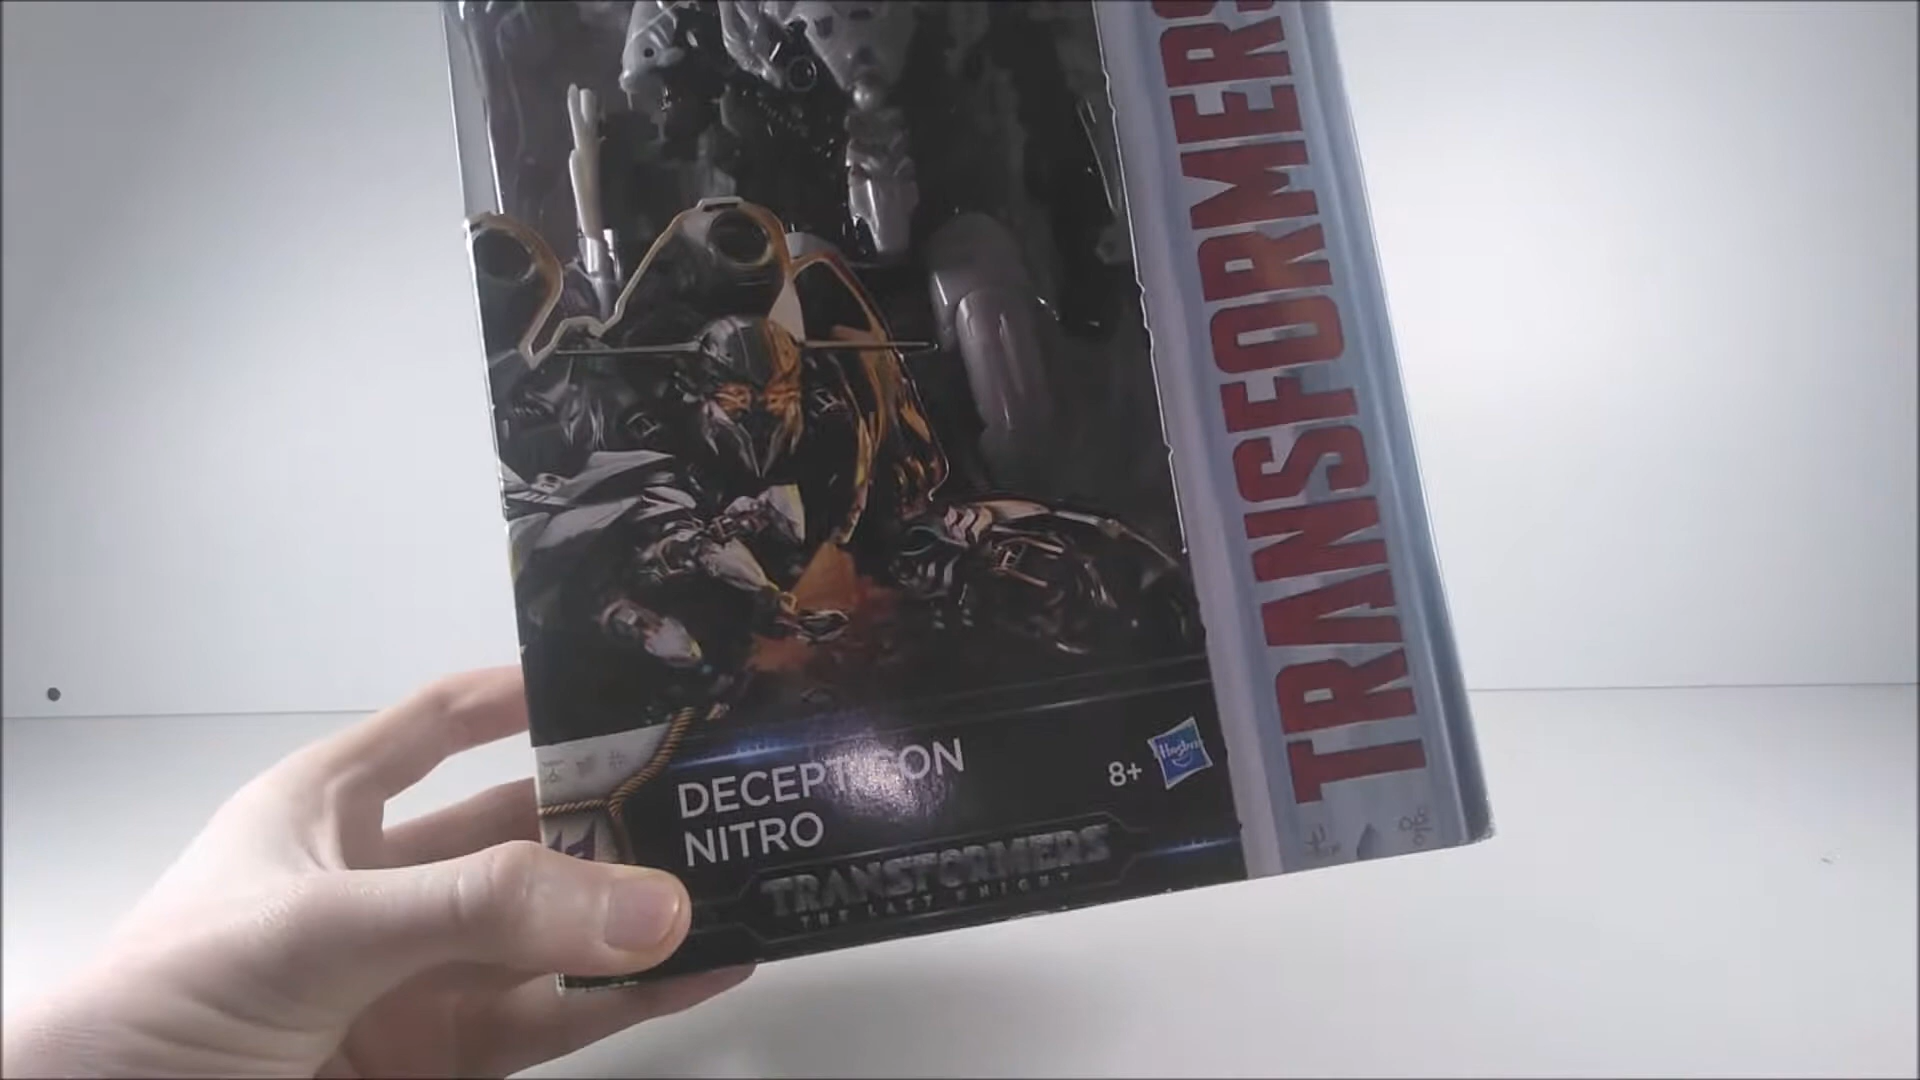 TRANSFORMERS
DECEPTICON
NITRO
8+
Hasbro
TRANSFORMERS
THE LAST KNIGHT